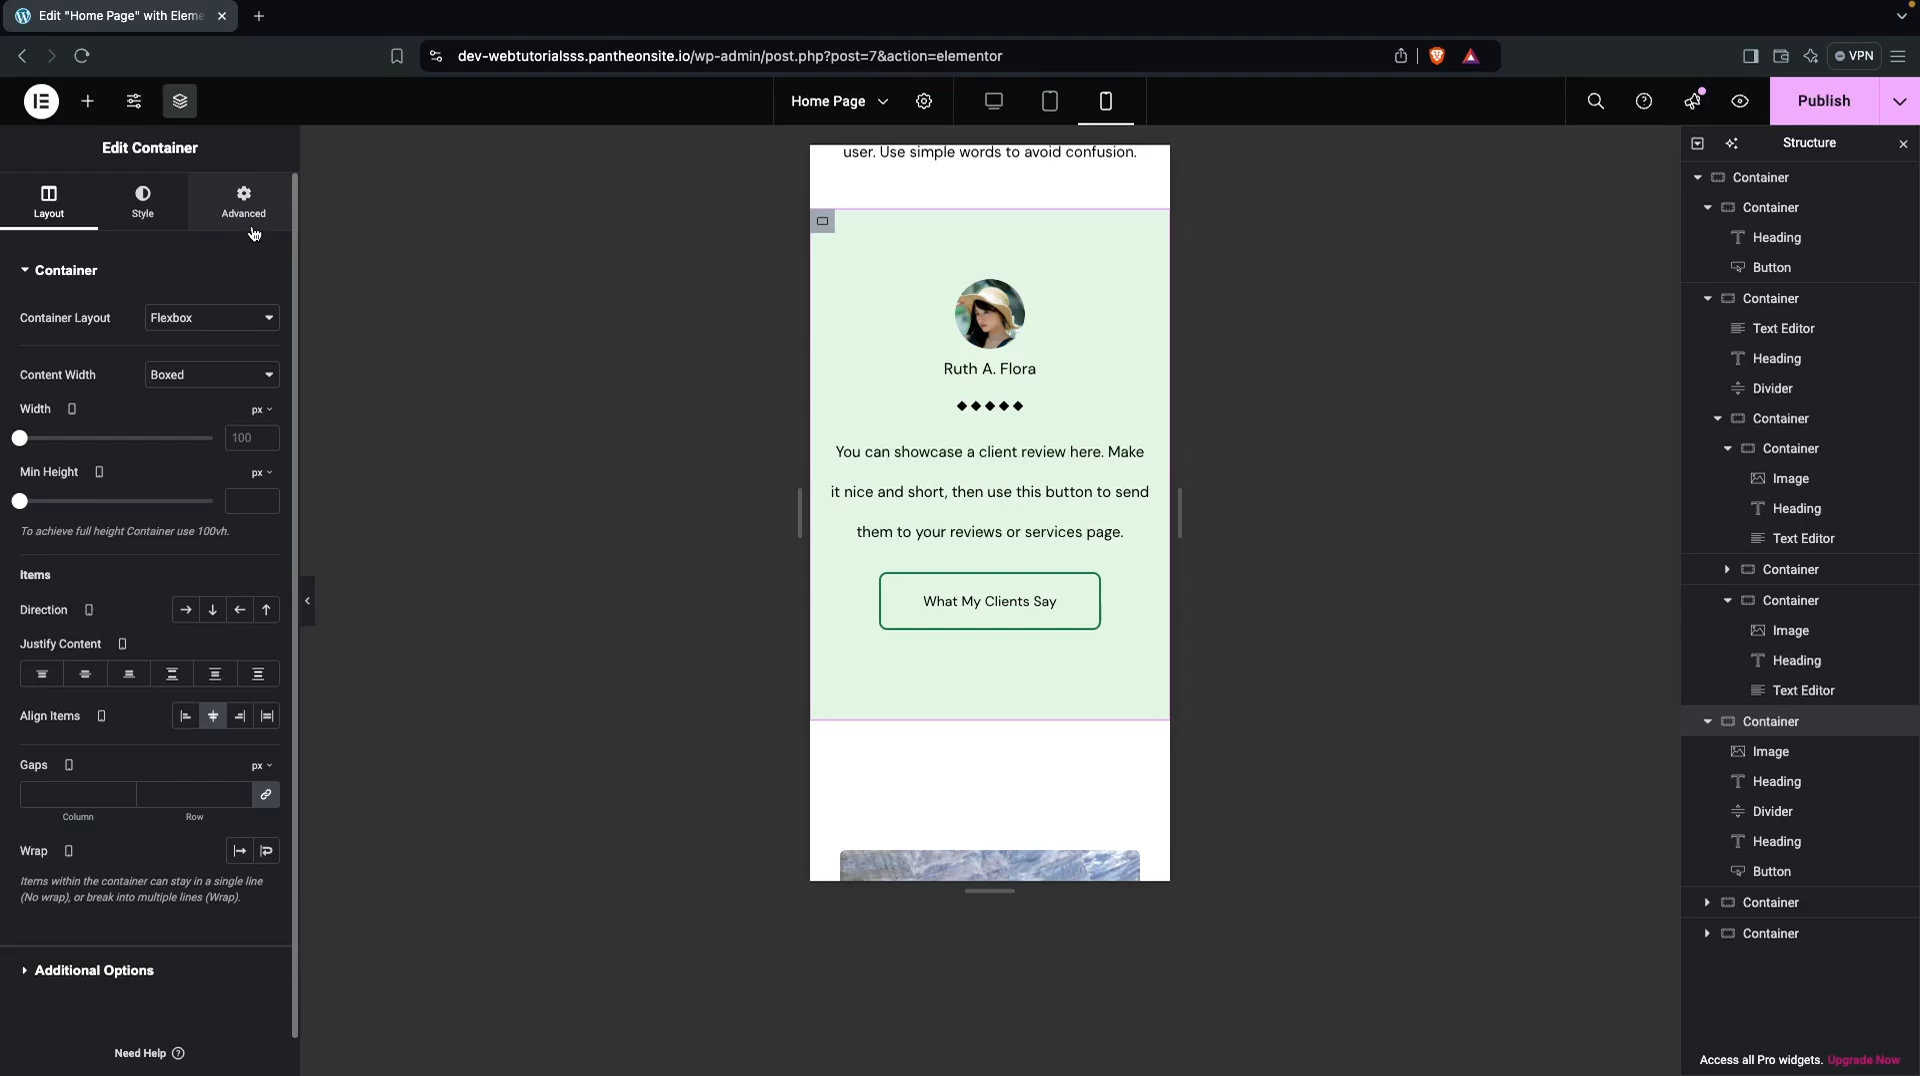 Edit "Home Page" with Eleme
dev-webtutorialsss.pantheonsite.io/wp-admin/post.php?post=7&action=elementor
VPN
Home Page
Publish
Edit Container
Layout
Style
Advanced
Container
Container Layout
Flexbox
Content Width
Boxed
Width
px
100
Min Height
px
To achieve full height Container use 100vh.
Items
Direction
Justify Content
Align Items
Gaps
px
Column
Row
Wrap
Items within the container can stay in a single line
(No wrap), or break into multiple lines (Wrap).
Additional Options
Need Help
user. Use simple words to avoid confusion.
Ruth A. Flora
You can showcase a client review here. Make
it nice and short, then use this button to send
them to your reviews or services page.
What My Clients Say
Structure
Container
Container
Heading
Button
Container
Text Editor
Heading
Divider
Container
Container
Image
Heading
Text Editor
Container
Container
Image
Heading
Text Editor
Container
Image
Heading
Divider
Heading
Button
Container
Container
Access all Pro widgets. Upgrade Now